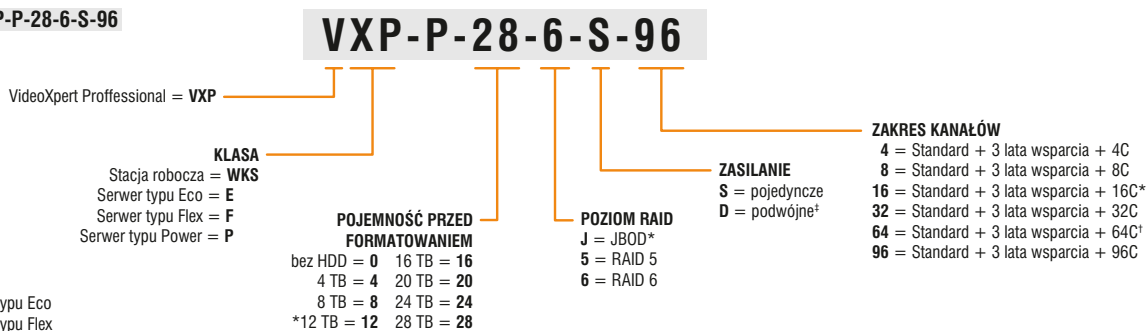 P-P-28-6-S-96
VXP-P-28-6-S-96
VideoXpert Proffessional = VXP
KLASA
Stacja robocza = WKS
Serwer typu Eco = E
Serwer typu Flex = F
Serwer typu Power = P
POJEMNOŚĆ PRZED
FORMATOWANIEM
bez HDD = 0 16 TB = 16
4 TB = 4 20 TB = 20
8 TB = 8 24 TB = 24
*12 TB = 12 28 TB = 28
POZIOM RAID
J = JBOD*
5 = RAID 5
6 = RAID 6
ZASILANIE
S = pojedyncze
D = podwójne‡
ZAKRES KANAŁÓW
4 = Standard + 3 lata wsparcia + 4C
8 = Standard + 3 lata wsparcia + 8C
16 = Standard + 3 lata wsparcia + 16C*
32 = Standard + 3 lata wsparcia + 32C
64 = Standard + 3 lata wsparcia + 64C†
96 = Standard + 3 lata wsparcia + 96C
ypu Eco
typu Flex